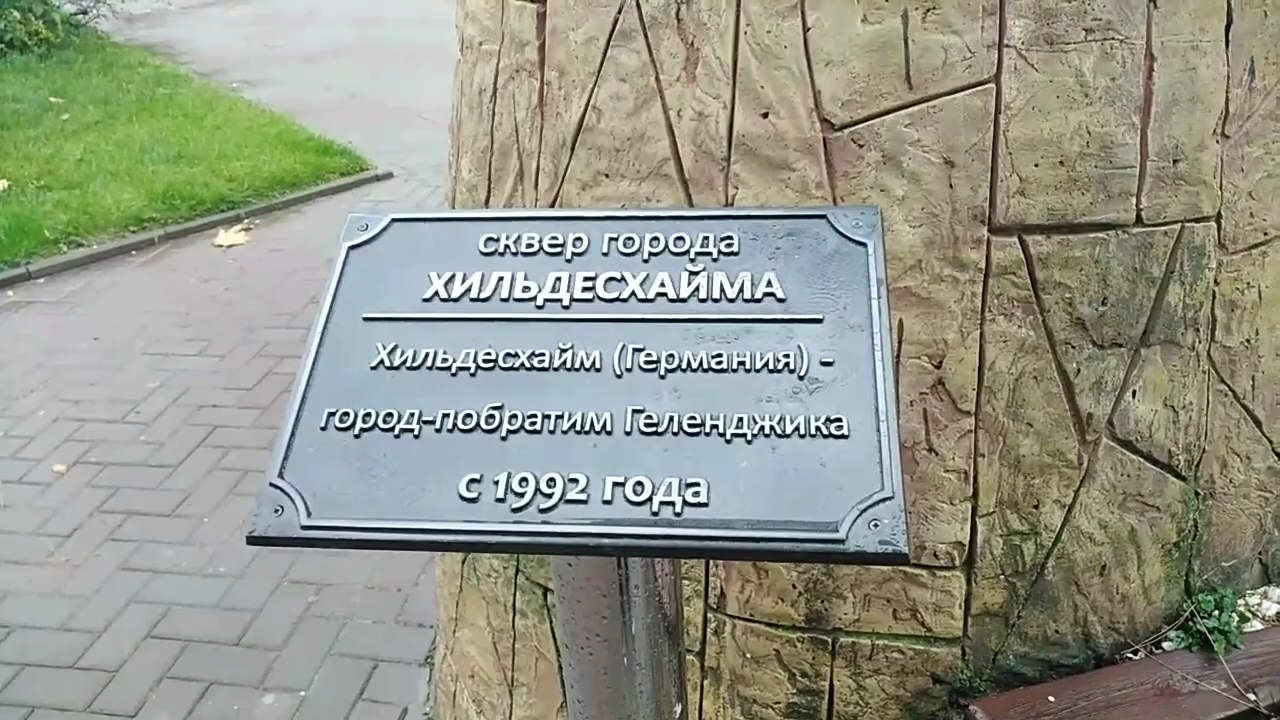 сквер города
ХИЛЬДЕСХАЙМА
Хильдесхайм (Германия) -
город-побратим Геленджика
с 1992 года